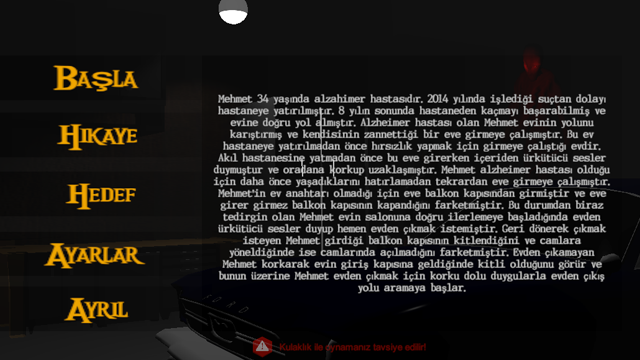 BAŞLA
HIKAYE
HEDEF
AYARLAR
AYRIL
Mehmet 34 yaşında alzahimer hastasıdır. 2014 yılında işlediği suçtan dolayı
hastaneye yatırılmıştır. 8 yılın sonunda hastaneden kaçmayı başarabilmiş ve
evine doğru yol almıştır. Alzheimer hastası olan Mehmet evinin yolunu
karıştırmış ve kendisinin zannettiği bir eve girmeye çalışmıştır. Bu ev
hastaneye yatırılmadan önce hırsızlık yapmak için girmeye çalıştığı evdir.
Akıl hastanesine yatmadan önce bu eve girerken içeriden ürkütücü sesler
duymuştur ve oradana korkup uzaklaşmıştır. Mehmet alzheimer hastası olduğu
için daha önce yaşadıklarını hatırlamadan tekrardan eve girmeye çalışmıştır.
Mehmet'in ev anahtarı olmadığı için eve balkon kapısından girmiştir ve eve
girer girmez balkon kapısının kapandığını farketmiştir. Bu durumdan biraz
tedirgin olan Mehmet evin salonuna doğru ilerlemeye başladığında evden
ürkütücü sesler duyup hemen evden çıkmak istemiştir. Geri dönerek çıkmak
isteyen Mehmet girdiği balkon kapısının kitlendiğini ve camlara
yöneldiğinde ise camlarında açılmadığını farketmiştir. Evden çıkamayan
Mehmet korkarak evin giriş kapısına geldiğinde kitli olduğunu görür ve
bunun üzerine Mehmet evden çıkmak için korku dolu duygularla evden çıkış
yolu aramaya başlar.
FORD
Kulaklık ile oynamanız tavsiye edilir!